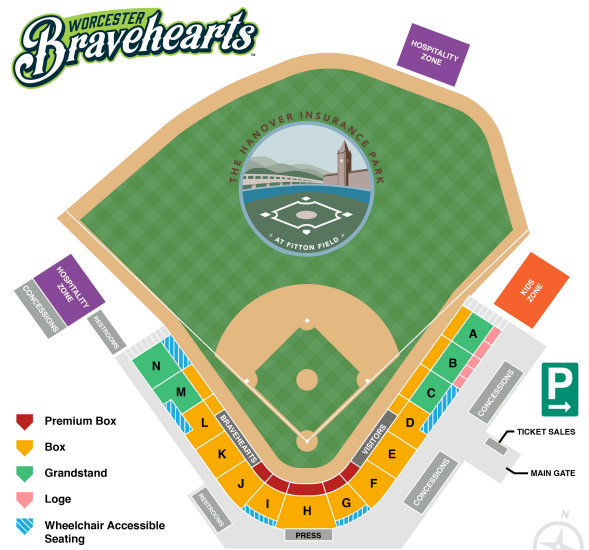 WORCESTER
Bravehearts
TM
HOSPITALITY
ZONE
THE HANOVER INSURANCE PARK
AT FITTON FIELD
HOSPITALITY
ZONE
CONCESSIONS
RESTROOMS
KIDS
ZONE
A
B
C
D
E
F
G
H
I
J
K
L
M
N
BRAVEHEARTS
VISITORS
PRESS
CONCESSIONS
CONCESSIONS
RESTROOMS
P
TICKET SALES
MAIN GATE
Premium Box
Box
Grandstand
Loge
Wheelchair Accessible
Seating
N